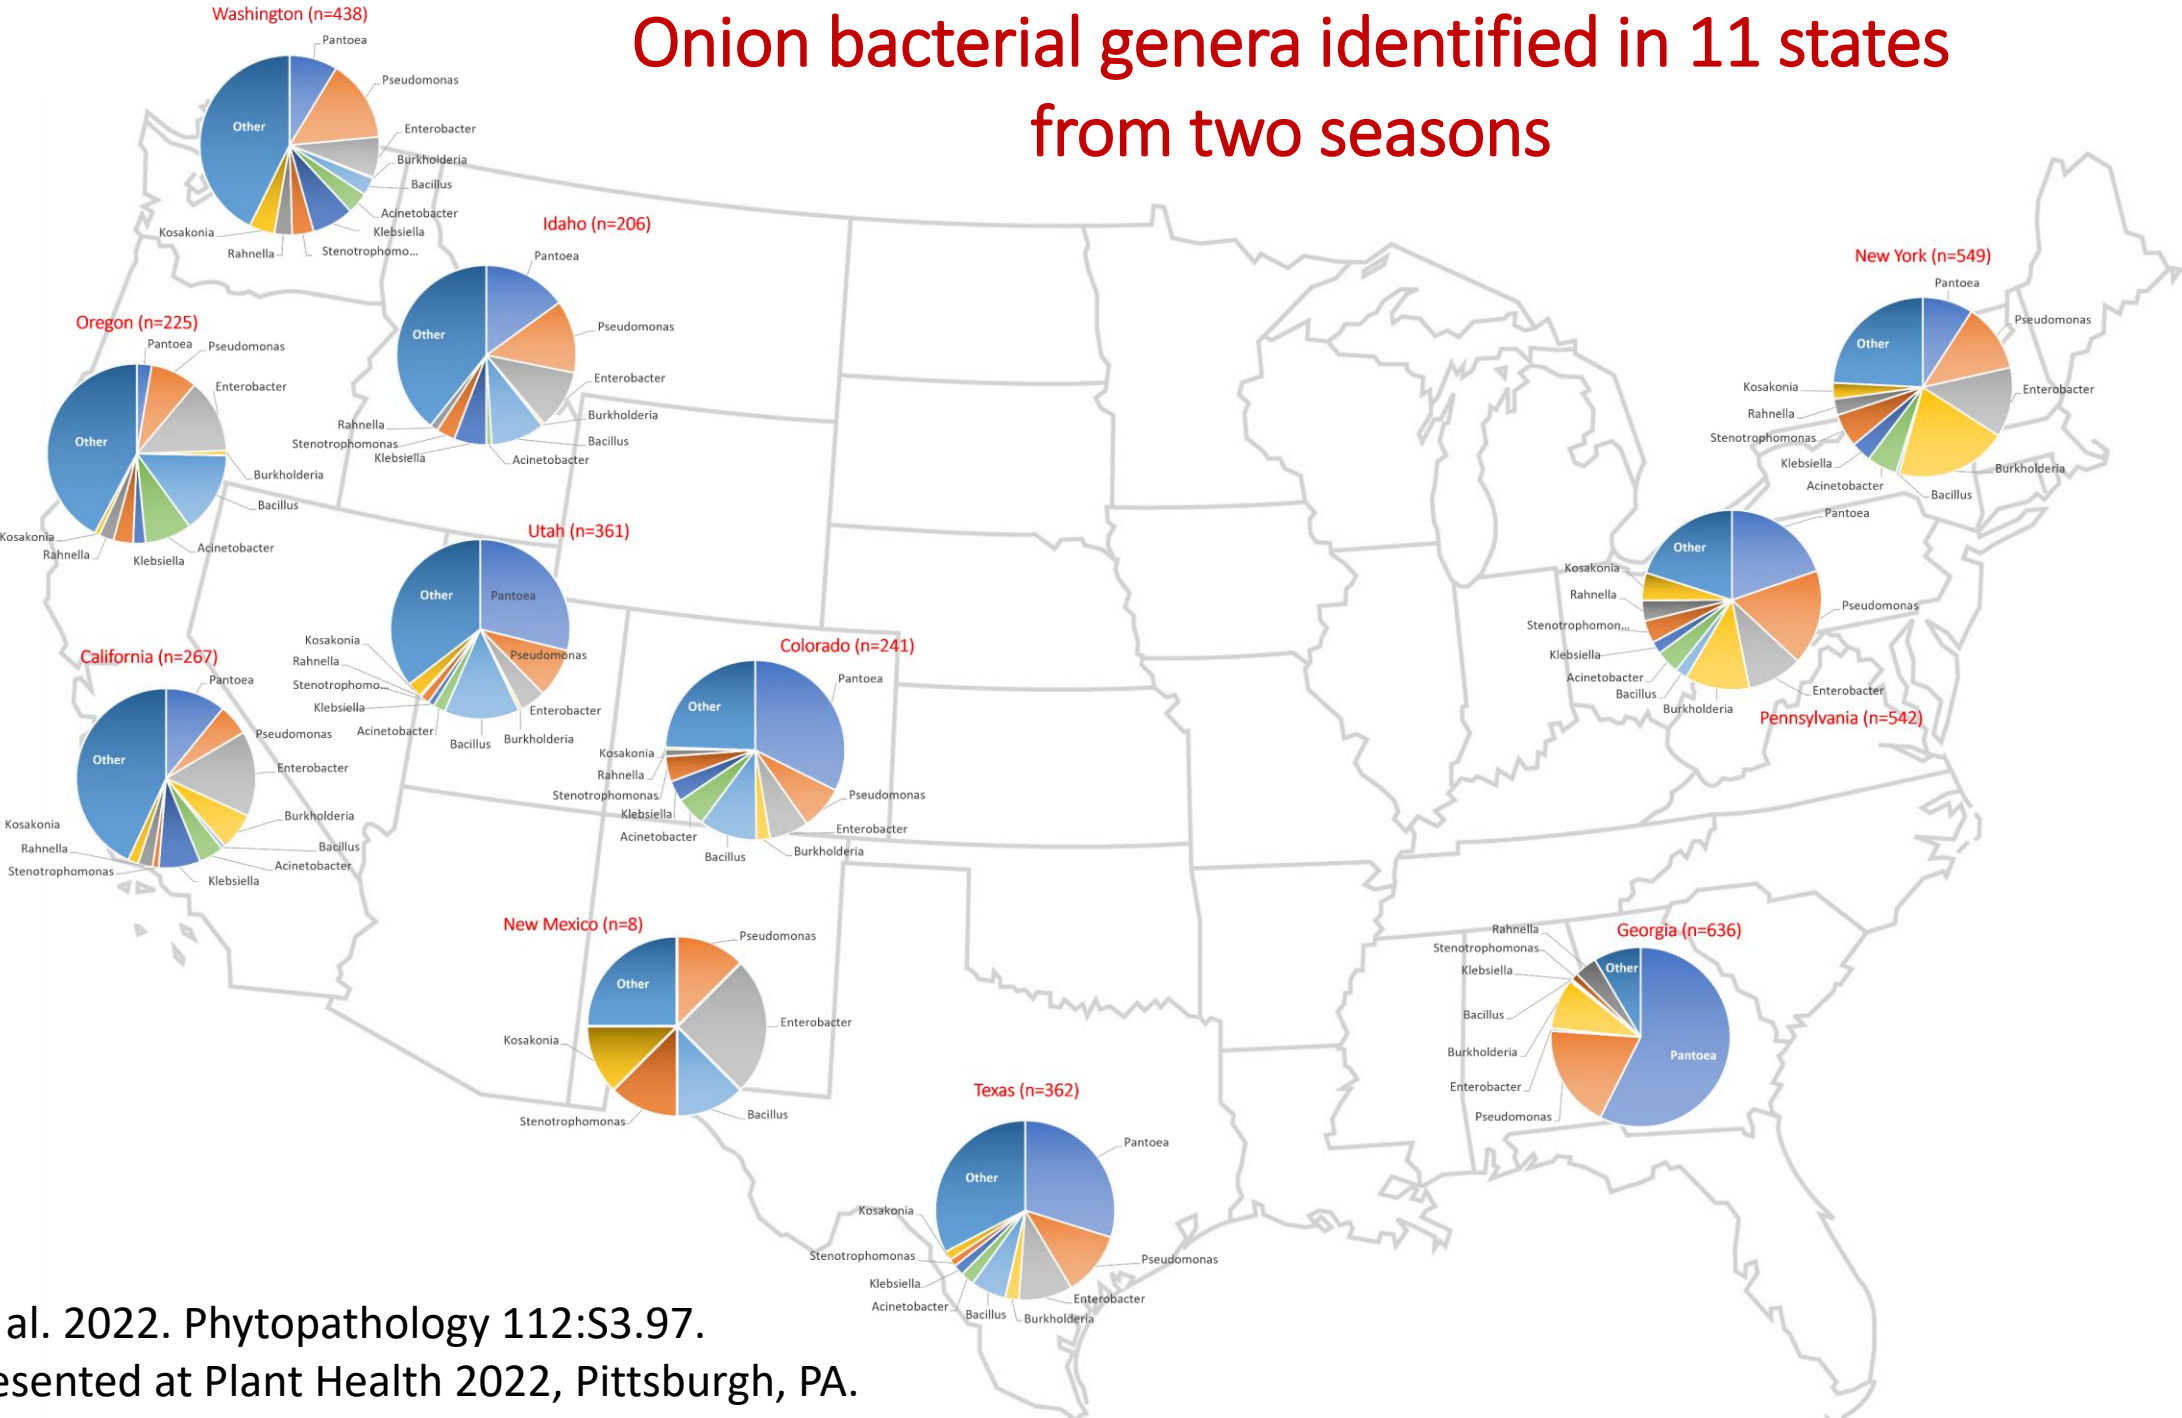 Onion bacterial genera identified in 11 states
from two seasons
Washington (n=438)
Pantoea
Pseudomonas
Enterobacter
Burkholderia
Bacillus
Acinetobacter
Klebsiella
Stenotrophomo...
Rahnella
Kosakonia
Other
Idaho (n=206)
Pantoea
Pseudomonas
Enterobacter
Burkholderia
Bacillus
Acinetobacter
Klebsiella
Stenotrophomonas
Rahnella
Other
Oregon (n=225)
Pantoea
Pseudomonas
Enterobacter
Burkholderia
Bacillus
Acinetobacter
Klebsiella
Rahnella
Kosakonia
Other
Utah (n=361)
Pantoea
Pseudomonas
Enterobacter
Burkholderia
Bacillus
Acinetobacter
Klebsiella
Stenotrophomo...
Rahnella
Kosakonia
Other
California (n=267)
Pantoea
Pseudomonas
Enterobacter
Burkholderia
Bacillus
Acinetobacter
Klebsiella
Stenotrophomonas
Rahnella
Kosakonia
Other
Colorado (n=241)
Pantoea
Pseudomonas
Enterobacter
Burkholderia
Bacillus
Acinetobacter
Klebsiella
Stenotrophomonas
Rahnella
Kosakonia
Other
New Mexico (n=8)
Pseudomonas
Enterobacter
Bacillus
Stenotrophomonas
Kosakonia
Other
Texas (n=362)
Pantoea
Pseudomonas
Enterobacter
Burkholderia
Bacillus
Acinetobacter
Klebsiella
Stenotrophomonas
Kosakonia
Other
New York (n=549)
Pantoea
Pseudomonas
Enterobacter
Burkholderia
Bacillus
Acinetobacter
Klebsiella
Stenotrophomonas
Rahnella
Kosakonia
Other
Pantoea
Pseudomonas
Enterobacter
Burkholderia
Bacillus
Acinetobacter
Klebsiella
Stenotrophomon...
Rahnella
Kosakonia
Other
Pennsylvania (n=542)
Georgia (n=636)
Rahnella
Stenotrophomonas
Klebsiella
Bacillus
Burkholderia
Enterobacter
Pseudomonas
Pantoea
Other
al. 2022. Phytopathology 112:S3.97.
esented at Plant Health 2022, Pittsburgh, PA.